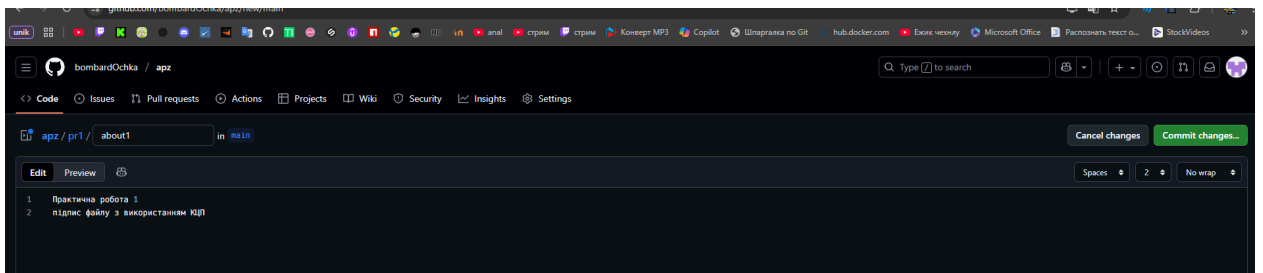 github.com/bombardOchka/apz/new/main
unik
anal стрим стрим Конверт MP3 Copilot Шпаргалка по Git hub.docker.com Ежик чехнлу Microsoft Office Распознать текст о... StockVideos »
bombardOchka / apz Type / to search
<> Code Issues Pull requests Actions Projects Wiki Security Insights Settings
apz / pr1 / about1 in main Cancel changes Commit changes...
Edit Preview Spaces 2 No wrap
1 Практична робота 1
2 підпис файлу з використанням КЦП